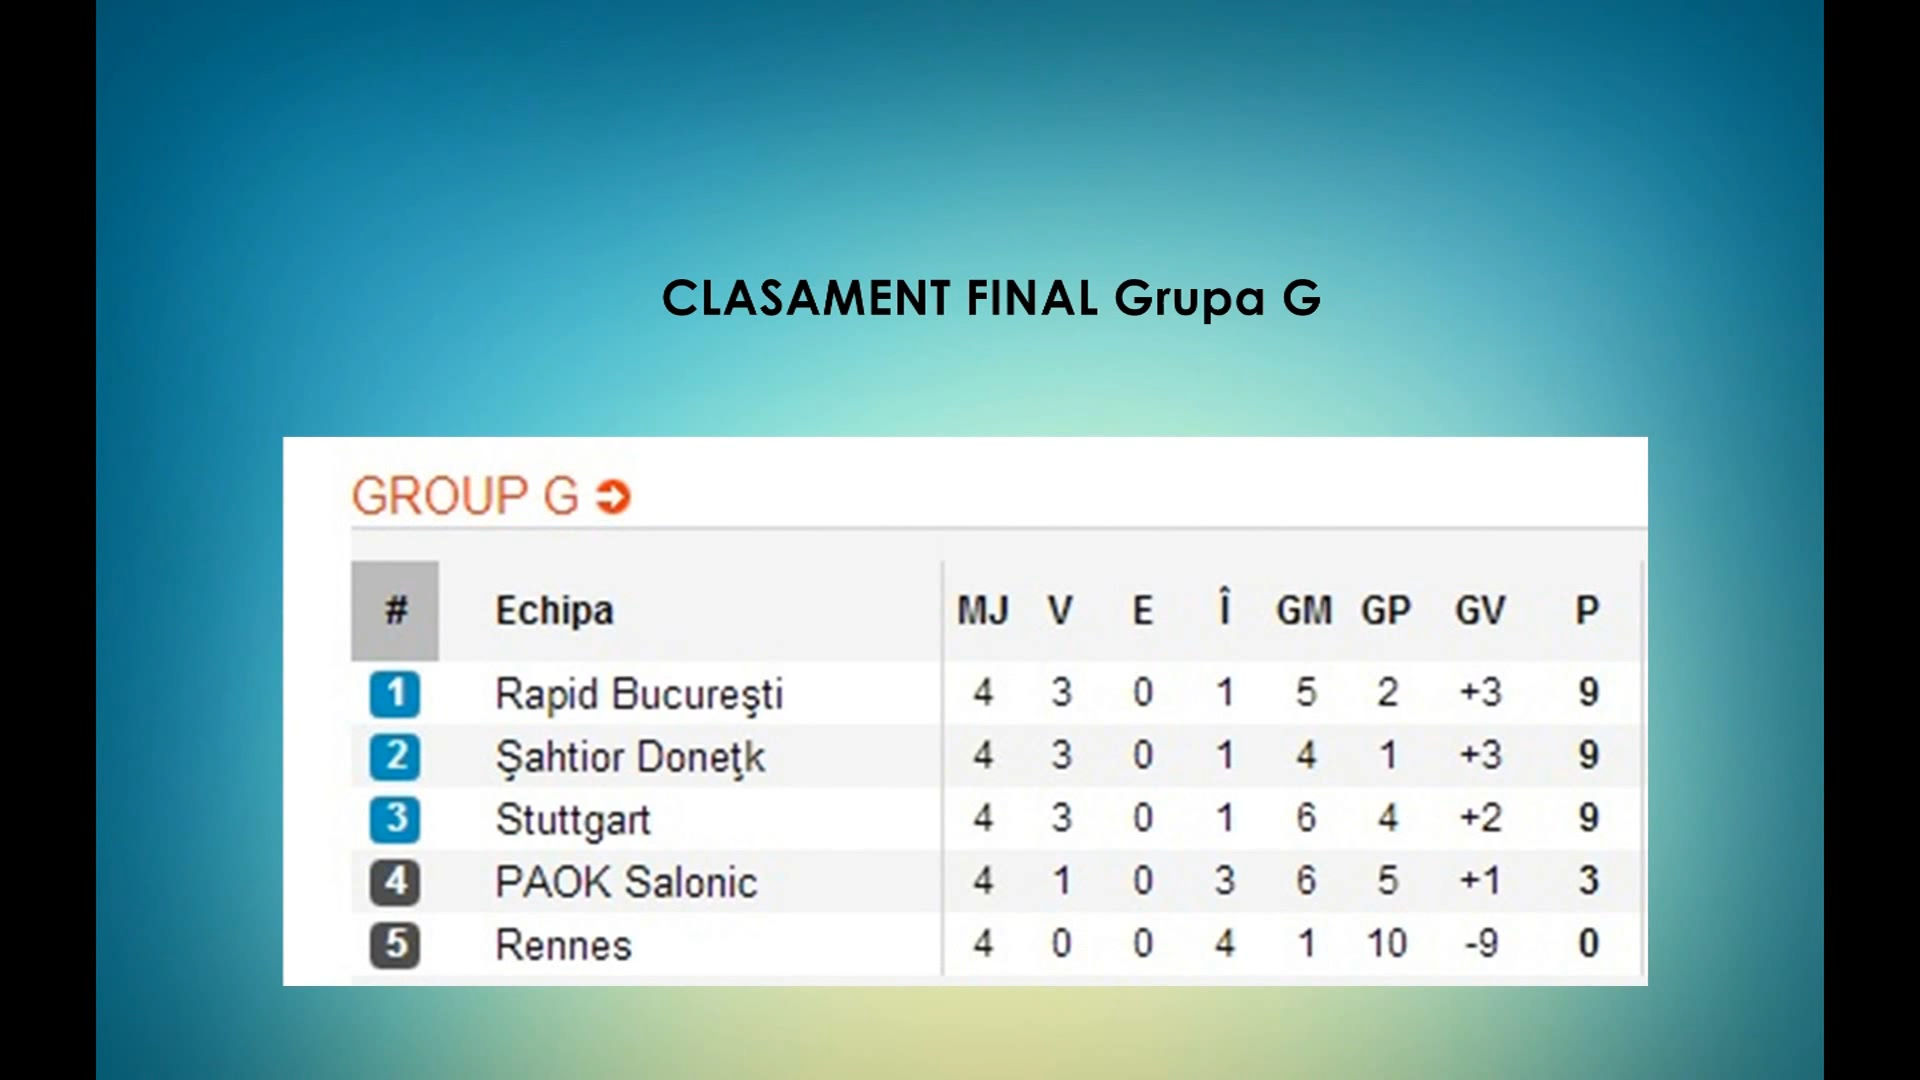 CLASAMENT FINAL Grupa G
GROUP G
# Echipa MJ V E Î GM GP GV P
1 Rapid Bucureşti 4 3 0 1 5 2 +3 9
2 Şahtior Doneţk 4 3 0 1 4 1 +3 9
3 Stuttgart 4 3 0 1 6 4 +2 9
4 PAOK Salonic 4 1 0 3 6 5 +1 3
5 Rennes 4 0 0 4 1 10 -9 0